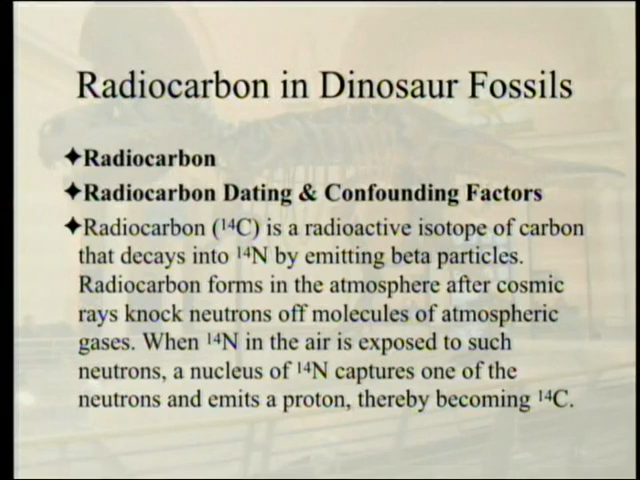 Radiocarbon in Dinosaur Fossils
✦Radiocarbon
✦Radiocarbon Dating & Confounding Factors
✦Radiocarbon (¹⁴C) is a radioactive isotope of carbon
that decays into ¹⁴N by emitting beta particles.
Radiocarbon forms in the atmosphere after cosmic
rays knock neutrons off molecules of atmospheric
gases. When ¹⁴N in the air is exposed to such
neutrons, a nucleus of ¹⁴N captures one of the
neutrons and emits a proton, thereby becoming ¹⁴C.